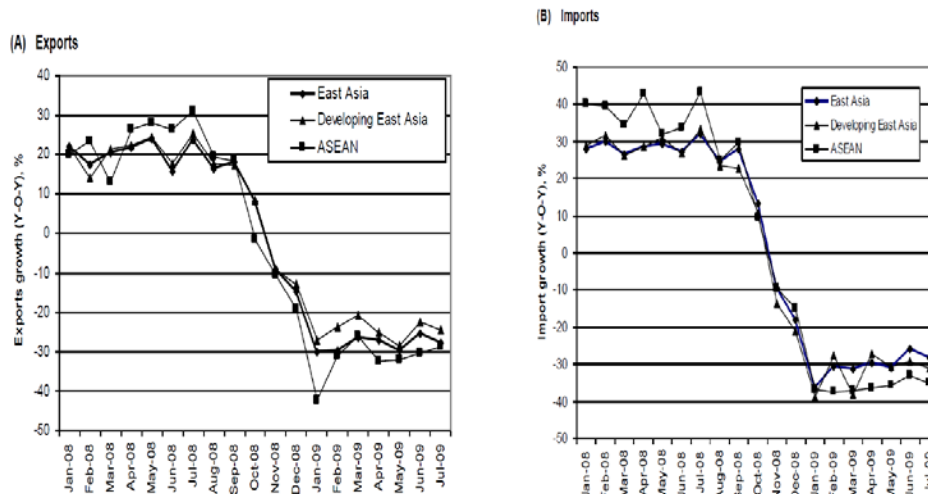 (A) Exports
Exports growth (Y-O-Y), %
40
30
20
10
0
-10
-20
-30
-40
-50
East Asia
Developing East Asia
ASEAN
Jan-08
Feb-08
Mar-08
Apr-08
May-08
Jun-08
Jul-08
Aug-08
Sep-08
Oct-08
Nov-08
Dec-08
Jan-09
Feb-09
Mar-09
Apr-09
May-09
Jun-09
Jul-09
(B) Imports
Import growth (Y-O-Y), %
50
40
30
20
10
0
-10
-20
-30
-40
-50
East Asia
Developing East Asia
ASEAN
Jan-08
Feb-08
Mar-08
Apr-08
May-08
Jun-08
Jul-08
Aug-08
Sep-08
Oct-08
Nov-08
Jan-09
Feb-09
Mar-09
Apr-09
May-09
Jun-09